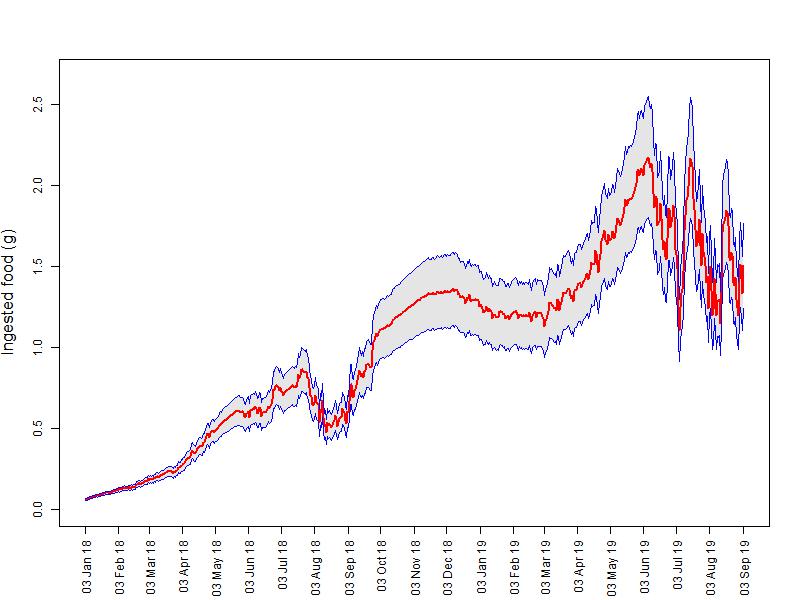 Ingested food (g)
2.5
2.0
1.5
1.0
0.5
0.0
03 Jan 18
03 Feb 18
03 Mar 18
03 Apr 18
03 May 18
03 Jun 18
03 Jul 18
03 Aug 18
03 Sep 18
03 Oct 18
03 Nov 18
03 Dec 18
03 Jan 19
03 Feb 19
03 Mar 19
03 Apr 19
03 May 19
03 Jun 19
03 Jul 19
03 Aug 19
03 Sep 19